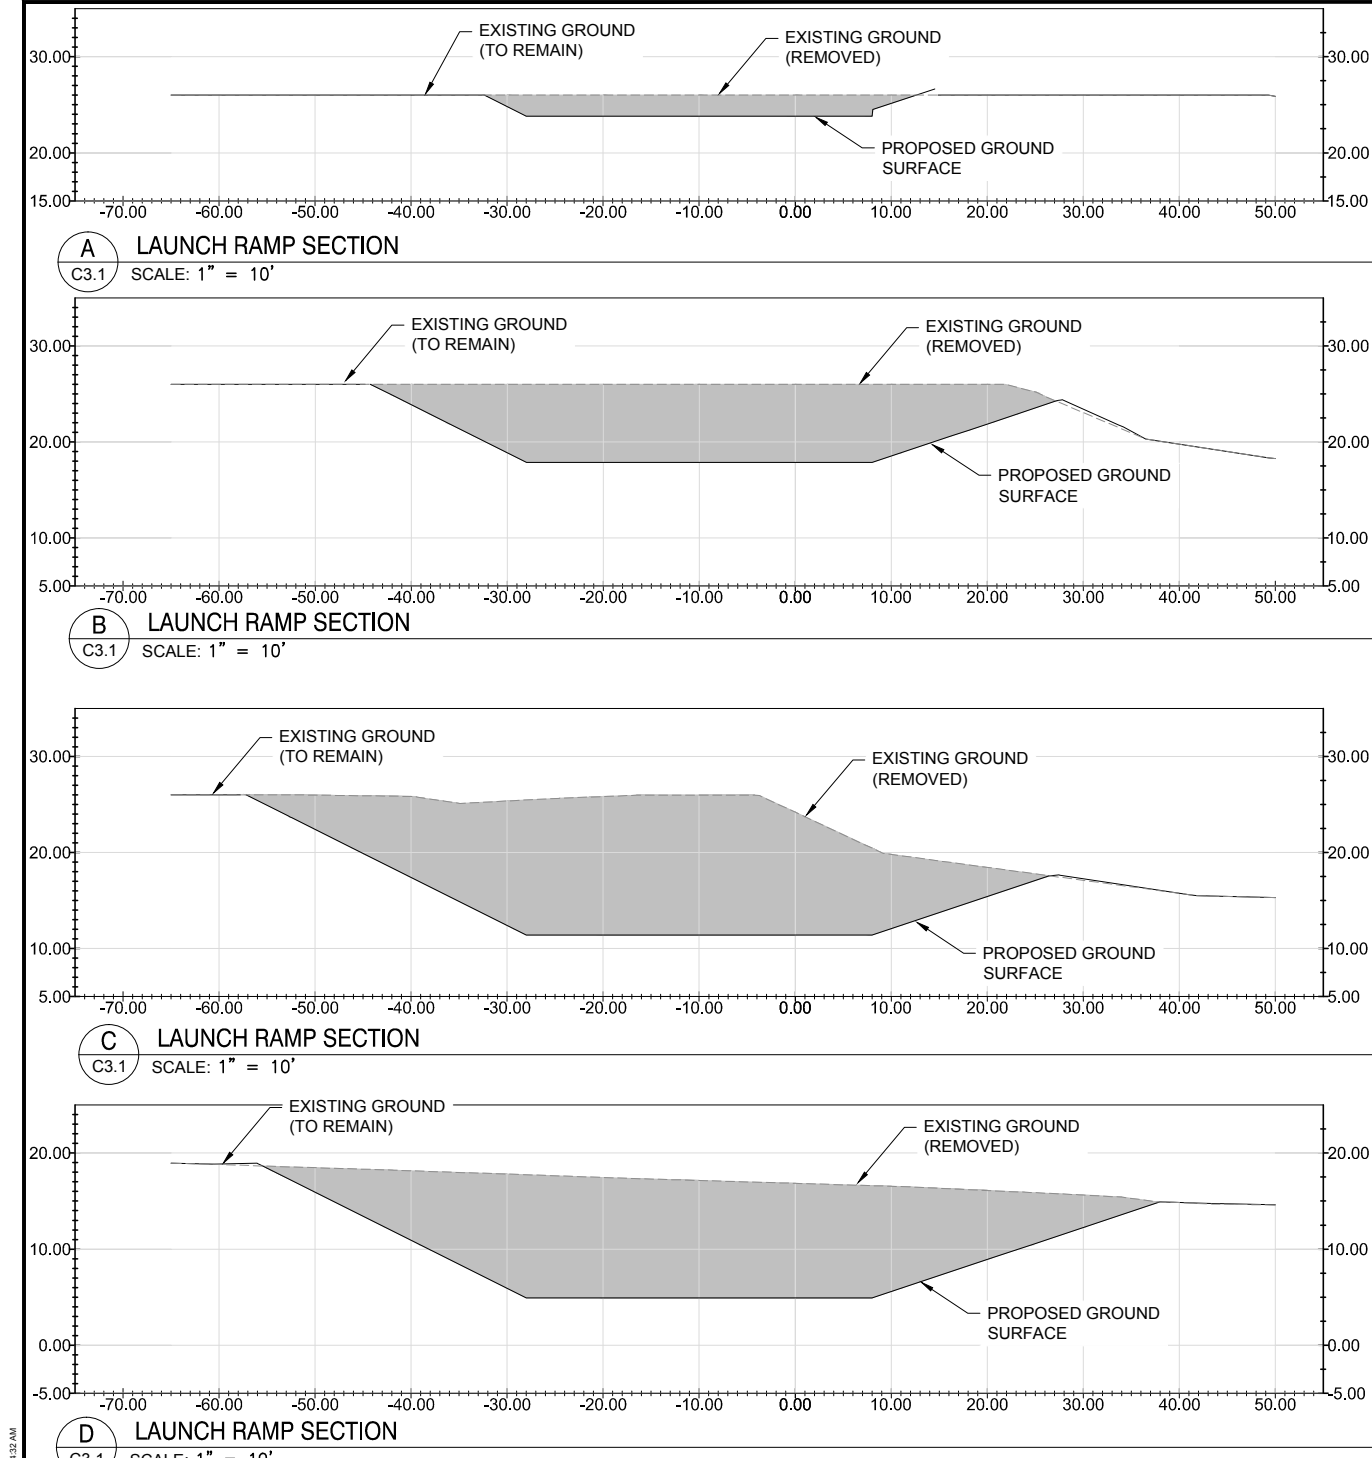 EXISTING GROUND
(TO REMAIN)
EXISTING GROUND
(REMOVED)
30.00
30.00
PROPOSED GROUND
SURFACE
20.00
20.00
15.00
15.00
-70.00 -60.00 -50.00 -40.00 -30.00 -20.00 -10.00 0.00 10.00 20.00 30.00 40.00 50.00
A LAUNCH RAMP SECTION
C3.1 SCALE: 1" = 10'
EXISTING GROUND
(TO REMAIN)
EXISTING GROUND
(REMOVED)
30.00
30.00
20.00
20.00
PROPOSED GROUND
SURFACE
10.00
10.00
5.00
5.00
-70.00 -60.00 -50.00 -40.00 -30.00 -20.00 -10.00 0.00 10.00 20.00 30.00 40.00 50.00
B LAUNCH RAMP SECTION
C3.1 SCALE: 1" = 10'
EXISTING GROUND
(TO REMAIN)
EXISTING GROUND
(REMOVED)
30.00
30.00
20.00
20.00
PROPOSED GROUND
SURFACE
10.00
10.00
5.00
5.00
-70.00 -60.00 -50.00 -40.00 -30.00 -20.00 -10.00 0.00 10.00 20.00 30.00 40.00 50.00
C LAUNCH RAMP SECTION
C3.1 SCALE: 1" = 10'
EXISTING GROUND
(TO REMAIN)
EXISTING GROUND
(REMOVED)
20.00
20.00
10.00
10.00
PROPOSED GROUND
SURFACE
0.00
0.00
-5.00
-5.00
-70.00 -60.00 -50.00 -40.00 -30.00 -20.00 -10.00 0.00 10.00 20.00 30.00 40.00 50.00
D LAUNCH RAMP SECTION
C3.1 SCALE: 1" = 10'